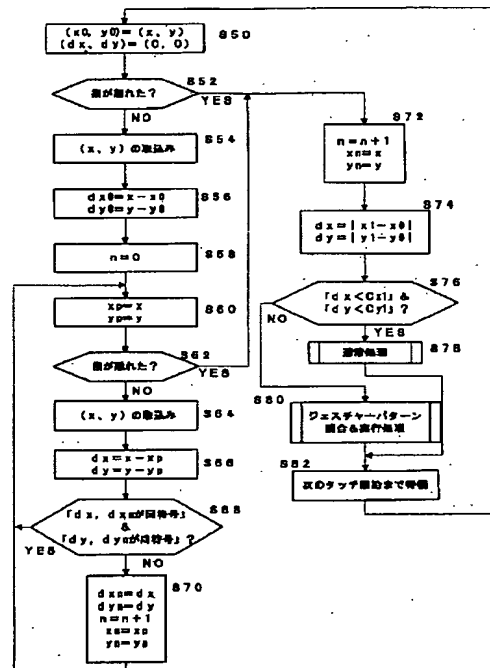 (x0, y0)=(x, y)
(dx, dy)=(0, 0)
S50
S52
指が離れた?
YES
NO
S54
(x, y) の取込み
S56
dx0=x-x0
dy0=y-y0
S58
n=0
S60
xp=x
yp=y
S62
指が離れた?
YES
NO
S64
(x, y) の取込み
S66
dx=x-xp
dy=y-yp
S68
「dx, dxnが同符号」
&
「dy, dynが同符号」?
YES
NO
S70
dxn=dx
dyn=dy
n=n+1
xn=xp
yn=yp
S72
n=n+1
xn=x
yn=y
S74
dx=|x1-x0|
dy=|y1-y0|
S76
「dx<Cx1」&
「dy<Cy1」?
NO
YES
通常処理
S78
S80
ジェスチャーパターン
照合&実行処理
S82
次のタッチ開始まで待機